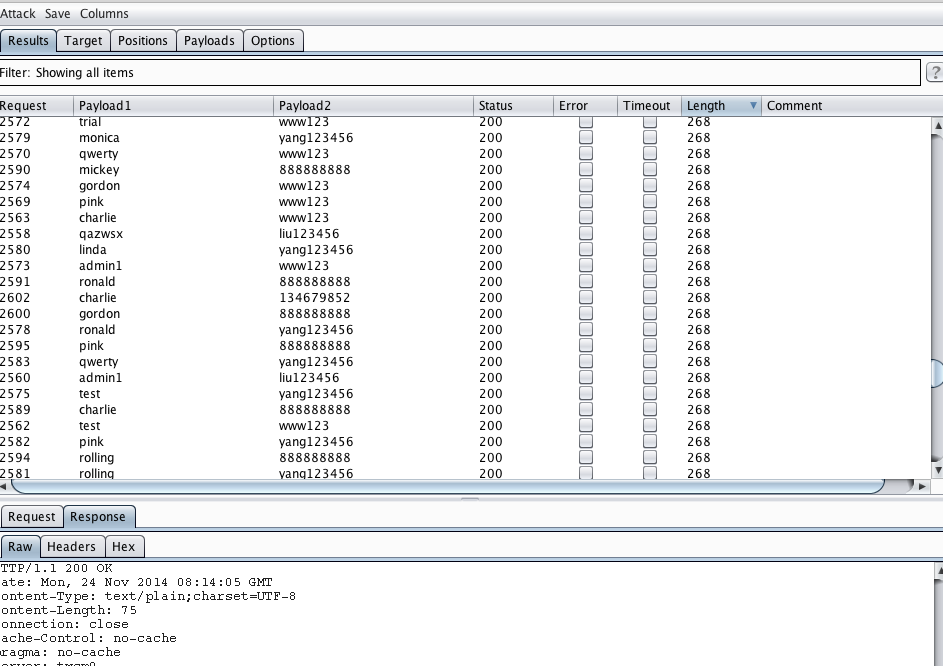 Attack Save Columns
Results Target Positions Payloads Options
Filter: Showing all items ?
Request Payload1 Payload2 Status Error Timeout Length Comment
2572 trial www123 200 268
2579 monica yang123456 200 268
2570 qwerty www123 200 268
2590 mickey 888888888 200 268
2574 gordon www123 200 268
2569 pink www123 200 268
2563 charlie www123 200 268
2558 qazwsx liu123456 200 268
2580 linda yang123456 200 268
2573 admin1 www123 200 268
2591 ronald 888888888 200 268
2602 charlie 134679852 200 268
2600 gordon 888888888 200 268
2578 ronald yang123456 200 268
2595 pink 888888888 200 268
2583 qwerty yang123456 200 268
2560 admin1 liu123456 200 268
2575 test yang123456 200 268
2589 charlie 888888888 200 268
2562 test www123 200 268
2582 pink yang123456 200 268
2594 rolling 888888888 200 268
2581 rolling yang123456 200 268
Request Response
Raw Headers Hex
TTP/1.1 200 OK
ate: Mon, 24 Nov 2014 08:14:05 GMT
ontent-Type: text/plain;charset=UTF-8
ontent-Length: 75
onnection: close
ache-Control: no-cache
ragma: no-cache